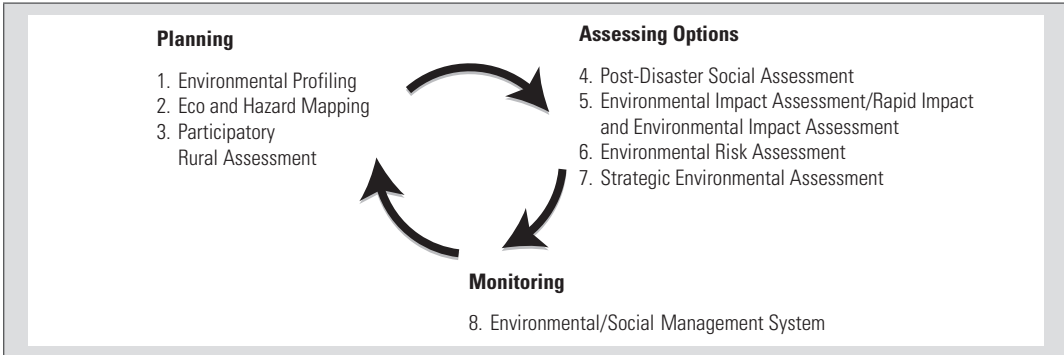 Planning
1. Environmental Profiling
2. Eco and Hazard Mapping
3. Participatory
Rural Assessment
Assessing Options
4. Post-Disaster Social Assessment
5. Environmental Impact Assessment/Rapid Impact
and Environmental Impact Assessment
6. Environmental Risk Assessment
7. Strategic Environmental Assessment
Monitoring
8. Environmental/Social Management System